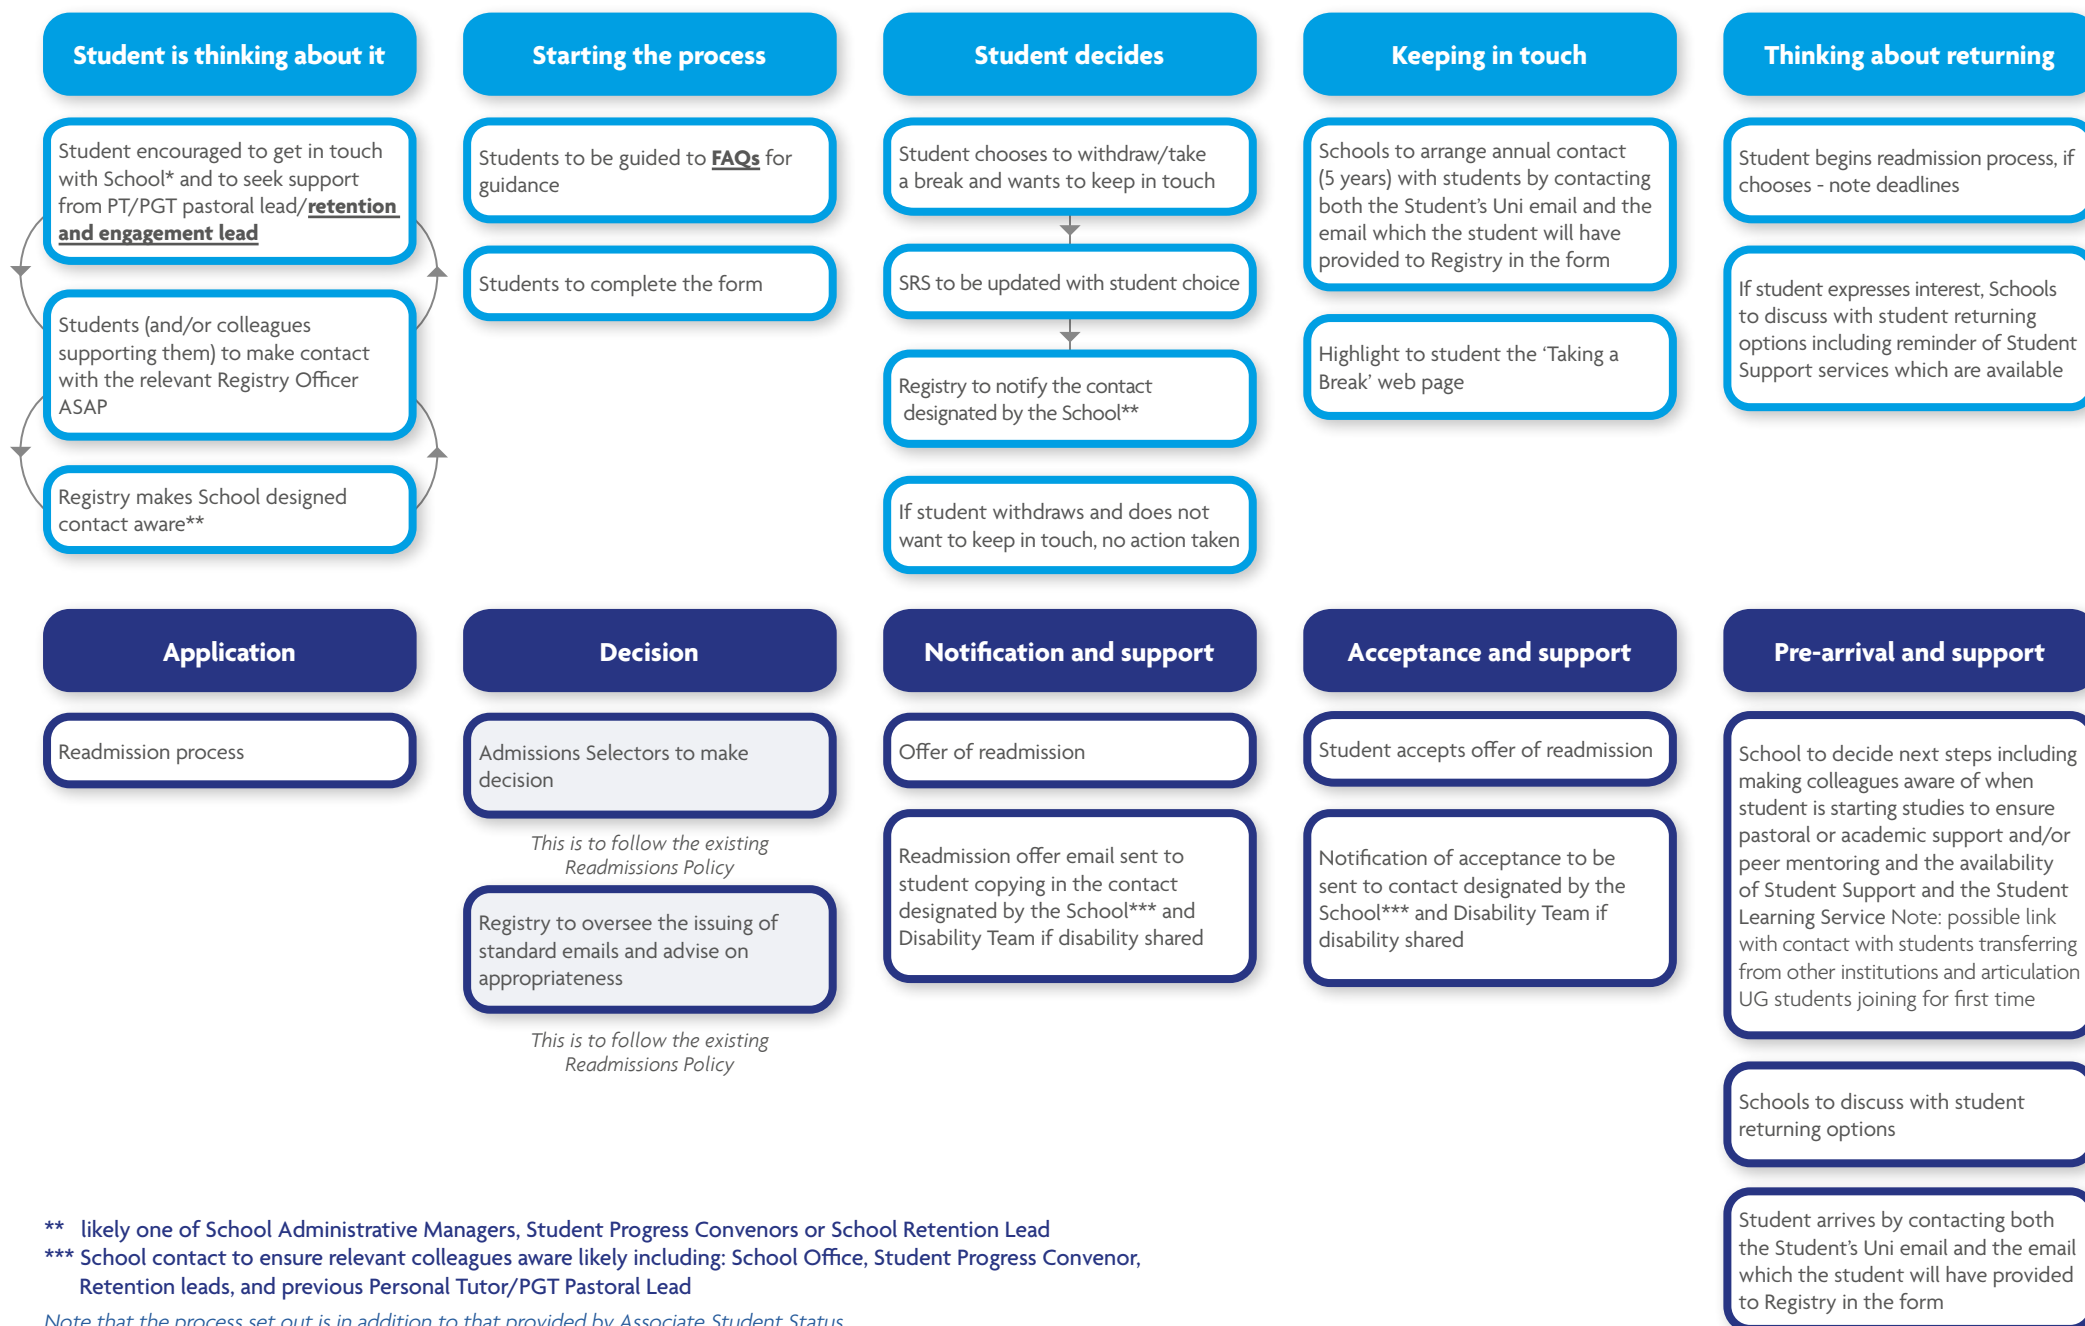 Student is thinking about it
Student encouraged to get in touch
with School* and to seek support
from PT/PGT pastoral lead/retention
and engagement lead
Students (and/or colleagues
supporting them) to make contact
with the relevant Registry Officer
ASAP
Registry makes School designed
contact aware**
Starting the process
Students to be guided to FAQs for
guidance
Students to complete the form
Student decides
Student chooses to withdraw/take
a break and wants to keep in touch
SRS to be updated with student choice
Registry to notify the contact
designated by the School**
If student withdraws and does not
want to keep in touch, no action taken
Keeping in touch
Schools to arrange annual contact
(5 years) with students by contacting
both the Student's Uni email and the
email which the student will have
provided to Registry in the form
Highlight to student the ‘Taking a
Break’ web page
Thinking about returning
Student begins readmission process, if
chooses - note deadlines
If student expresses interest, Schools
to discuss with student returning
options including reminder of Student
Support services which are available
Application
Readmission process
Decision
Admissions Selectors to make
decision
This is to follow the existing
Readmissions Policy
Registry to oversee the issuing of
standard emails and advise on
appropriateness
This is to follow the existing
Readmissions Policy
Notification and support
Offer of readmission
Readmission offer email sent to
student copying in the contact
designated by the School*** and
Disability Team if disability shared
Acceptance and support
Student accepts offer of readmission
Notification of acceptance to be
sent to contact designated by the
School*** and Disability Team if
disability shared
Pre-arrival and support
School to decide next steps including
making colleagues aware of when
student is starting studies to ensure
pastoral or academic support and/or
peer mentoring and the availability
of Student Support and the Student
Learning Service Note: possible link
with contact with students transferring
from other institutions and articulation
UG students joining for first time
Schools to discuss with student
returning options
Student arrives by contacting both
the Student's Uni email and the email
which the student will have provided
to Registry in the form
** likely one of School Administrative Managers, Student Progress Convenors or School Retention Lead
*** School contact to ensure relevant colleagues aware likely including: School Office, Student Progress Convenor,
Retention leads, and previous Personal Tutor/PGT Pastoral Lead
Note that the process set out is in addition to that provided by Associate Student Status